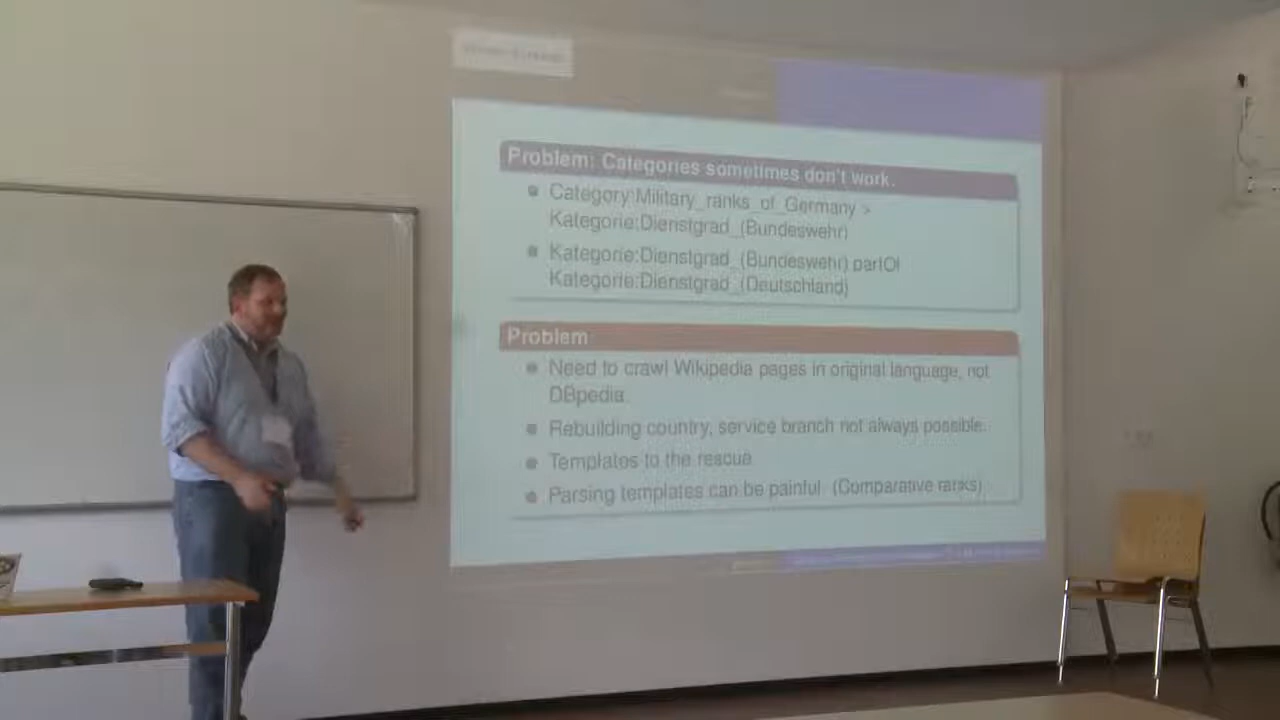 Problem: Categories sometimes don't work.
Category:Military_ranks_of_Germany >
Kategorie:Dienstgrad_(Bundeswehr)
Kategorie:Dienstgrad_(Bundeswehr) partOf
Kategorie:Dienstgrad_(Deutschland)
Problem
Need to crawl Wikipedia pages in original language, not
DBpedia.
Rebuilding country, service branch not always possible.
Templates to the rescue
Parsing templates can be painful (Comparative ranks)